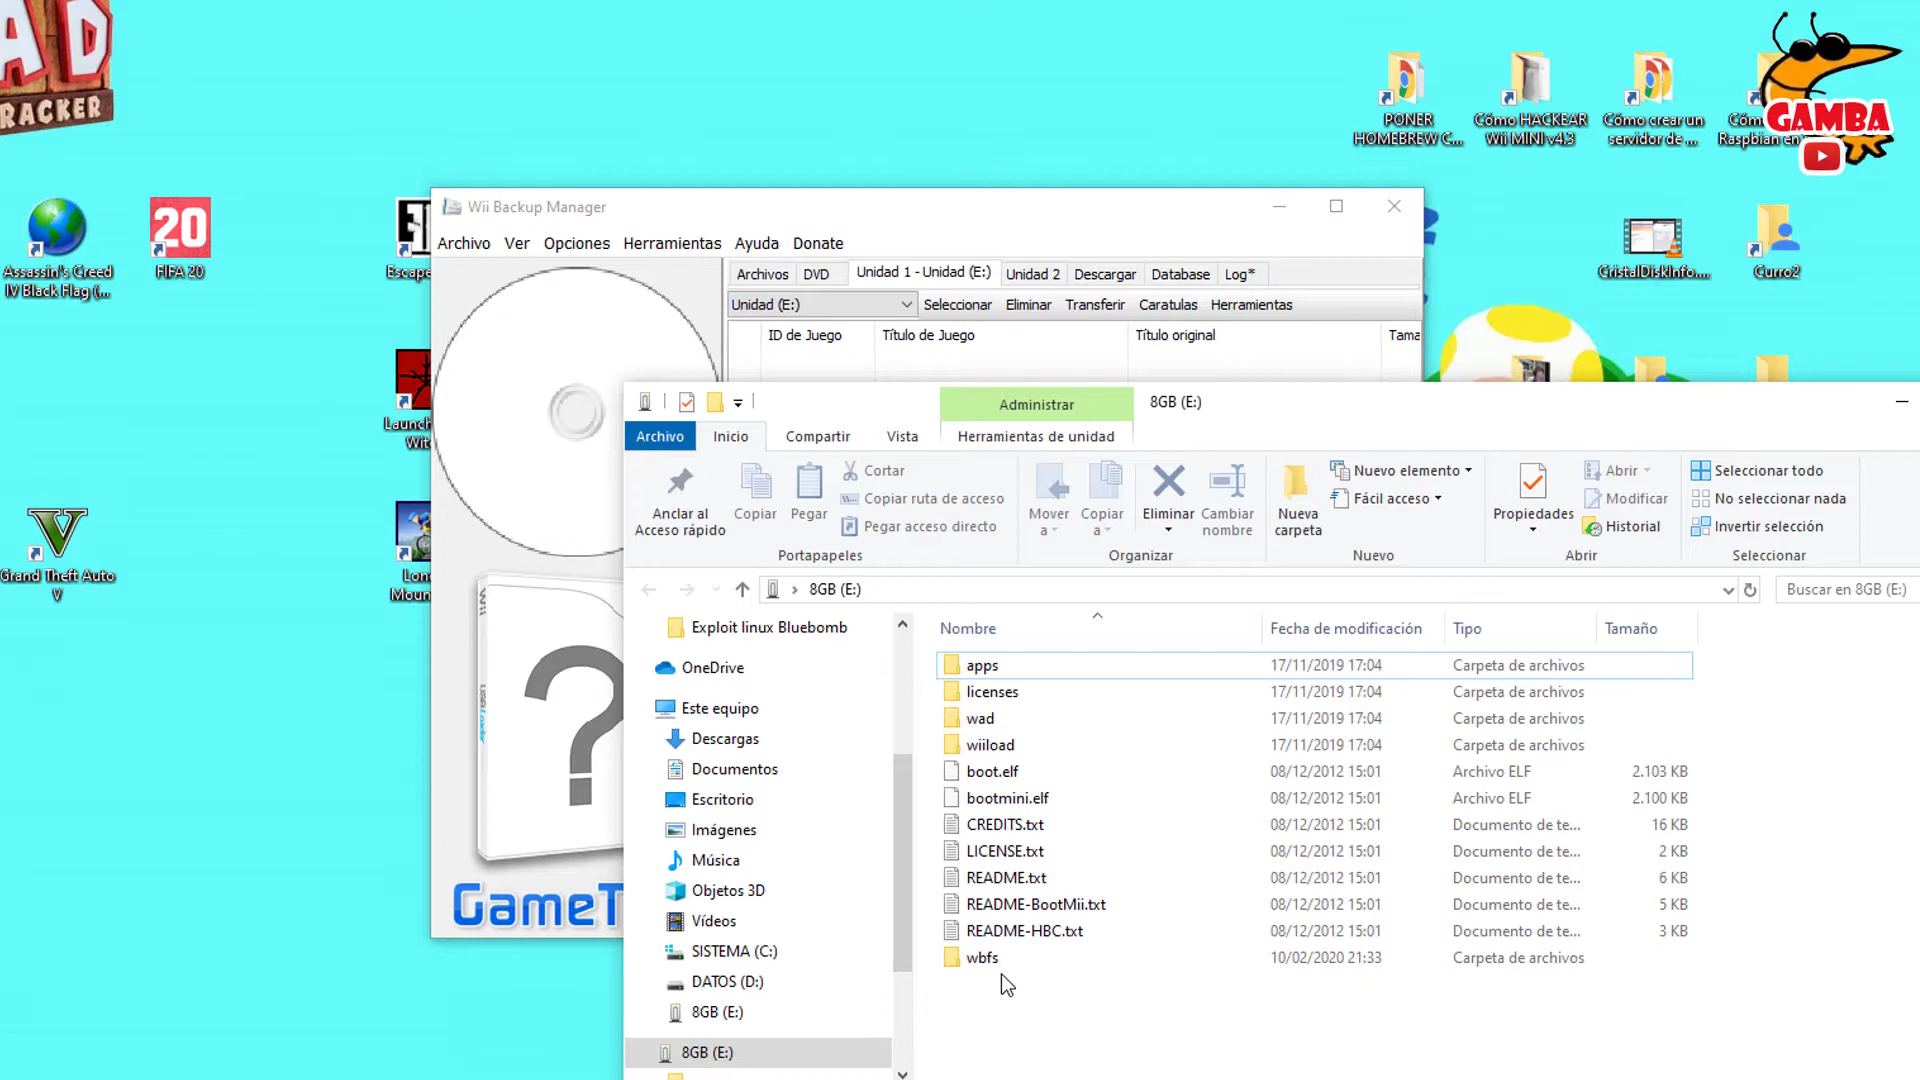 AD
RACKER
PONER
HOMEBREW C...
Cómo HACKEAR
Wii MINI v4.3
Cómo crear un
servidor de ...
Cóm
Raspbian en
GAMBA
Assassin's Creed
IV Black Flag (...
20
FIFA 20
Escape
CristalDiskInfo....
Curro2
Launch
Wit
Grand Theft Auto
V
Lon
Moun
Wii Backup Manager
Archivo Ver Opciones Herramientas Ayuda Donate
Archivos DVD Unidad 1 - Unidad (E:) Unidad 2 Descargar Database Log*
Unidad (E:) Seleccionar Eliminar Transferir Caratulas Herramientas
ID de Juego Título de Juego Título original Tama
Wii
GameT
Administrar 8GB (E:)
Archivo Inicio Compartir Vista Herramientas de unidad
Anclar al
Acceso rápido
Copiar
Pegar
Cortar
Copiar ruta de acceso
Pegar acceso directo
Portapapeles
Mover
a
Copiar
a
Eliminar
Cambiar
nombre
Organizar
Nueva
carpeta
Nuevo elemento
Fácil acceso
Nuevo
Propiedades
Abrir
Modificar
Historial
Abrir
Seleccionar todo
No seleccionar nada
Invertir selección
Seleccionar
8GB (E:) Buscar en 8GB (E:)
Exploit linux Bluebomb
OneDrive
Este equipo
Descargas
Documentos
Escritorio
Imágenes
Música
Objetos 3D
Vídeos
SISTEMA (C:)
DATOS (D:)
8GB (E:)
8GB (E:)
Nombre Fecha de modificación Tipo Tamaño
apps 17/11/2019 17:04 Carpeta de archivos
licenses 17/11/2019 17:04 Carpeta de archivos
wad 17/11/2019 17:04 Carpeta de archivos
wiiload 17/11/2019 17:04 Carpeta de archivos
boot.elf 08/12/2012 15:01 Archivo ELF 2.103 KB
bootmini.elf 08/12/2012 15:01 Archivo ELF 2.100 KB
CREDITS.txt 08/12/2012 15:01 Documento de te... 16 KB
LICENSE.txt 08/12/2012 15:01 Documento de te... 2 KB
README.txt 08/12/2012 15:01 Documento de te... 6 KB
README-BootMii.txt 08/12/2012 15:01 Documento de te... 5 KB
README-HBC.txt 08/12/2012 15:01 Documento de te... 3 KB
wbfs 10/02/2020 21:33 Carpeta de archivos